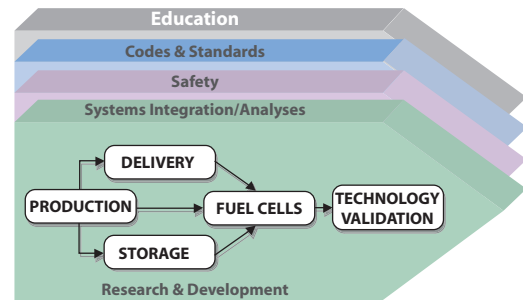 Education
Codes & Standards
Safety
Systems Integration/Analyses
DELIVERY
PRODUCTION
FUEL CELLS
TECHNOLOGY
VALIDATION
STORAGE
Research & Development